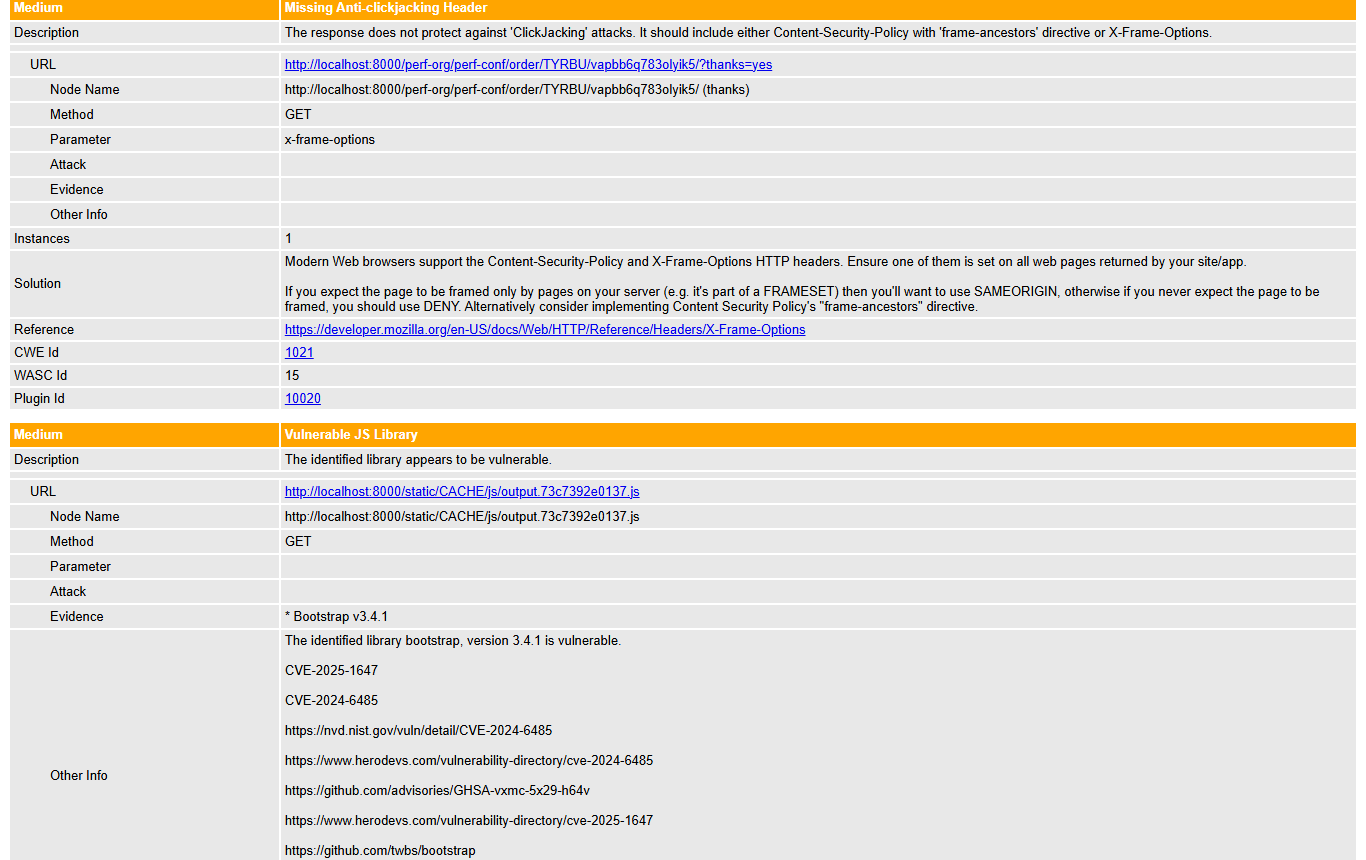 Medium Missing Anti-clickjacking Header
Description The response does not protect against 'ClickJacking' attacks. It should include either Content-Security-Policy with 'frame-ancestors' directive or X-Frame-Options.
URL http://localhost:8000/perf-org/perf-conf/order/TYRBU/vapbb6q783olyik5/?thanks=yes
Node Name http://localhost:8000/perf-org/perf-conf/order/TYRBU/vapbb6q783olyik5/ (thanks)
Method GET
Parameter x-frame-options
Attack
Evidence
Other Info
Instances 1
Solution Modern Web browsers support the Content-Security-Policy and X-Frame-Options HTTP headers. Ensure one of them is set on all web pages returned by your site/app.
If you expect the page to be framed only by pages on your server (e.g. it's part of a FRAMESET) then you'll want to use SAMEORIGIN, otherwise if you never expect the page to be
framed, you should use DENY. Alternatively consider implementing Content Security Policy's "frame-ancestors" directive.
Reference https://developer.mozilla.org/en-US/docs/Web/HTTP/Reference/Headers/X-Frame-Options
CWE Id 1021
WASC Id 15
Plugin Id 10020
Medium Vulnerable JS Library
Description The identified library appears to be vulnerable.
URL http://localhost:8000/static/CACHE/js/output.73c7392e0137.js
Node Name http://localhost:8000/static/CACHE/js/output.73c7392e0137.js
Method GET
Parameter
Attack
Evidence * Bootstrap v3.4.1
Other Info The identified library bootstrap, version 3.4.1 is vulnerable.
CVE-2025-1647
CVE-2024-6485
https://nvd.nist.gov/vuln/detail/CVE-2024-6485
https://www.herodevs.com/vulnerability-directory/cve-2024-6485
https://github.com/advisories/GHSA-vxmc-5x29-h64v
https://www.herodevs.com/vulnerability-directory/cve-2025-1647
https://github.com/twbs/bootstrap